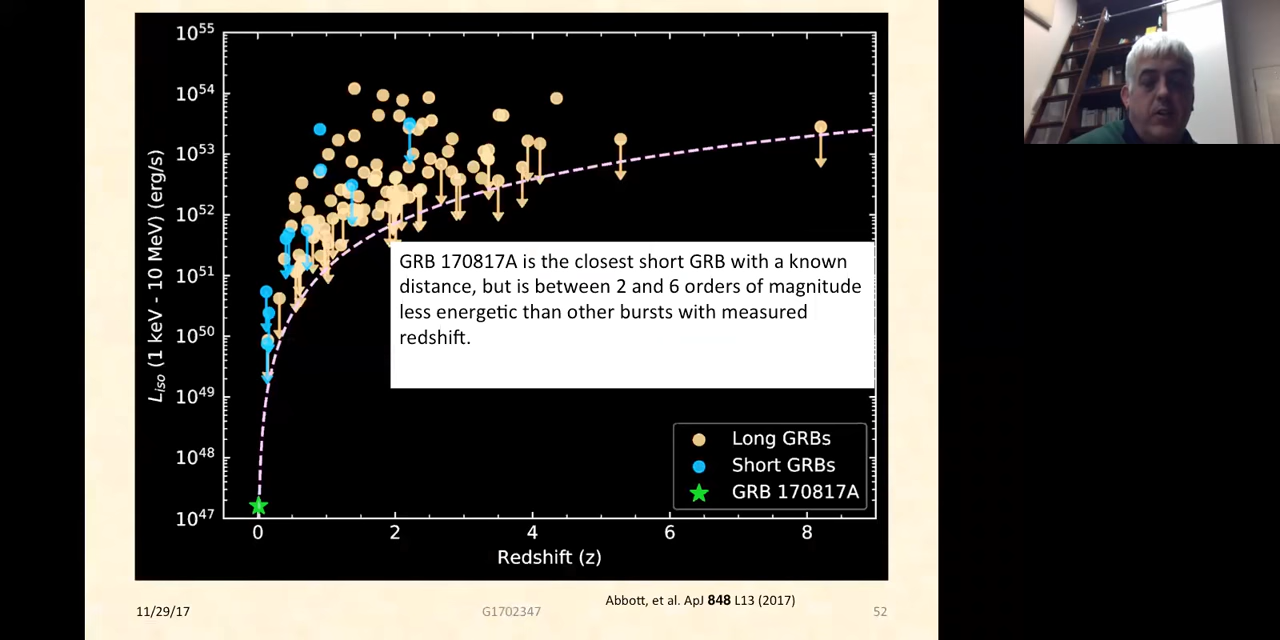 10^55
10^54
10^53
10^52
10^51
10^50
10^49
10^48
10^47
L_iso (1 keV - 10 MeV) (erg/s)
GRB 170817A is the closest short GRB with a known
distance, but is between 2 and 6 orders of magnitude
less energetic than other bursts with measured
redshift.
Long GRBs
Short GRBs
GRB 170817A
0 2 4 6 8
Redshift (z)
Abbott, et al. ApJ 848 L13 (2017)
11/29/17 G1702347 52